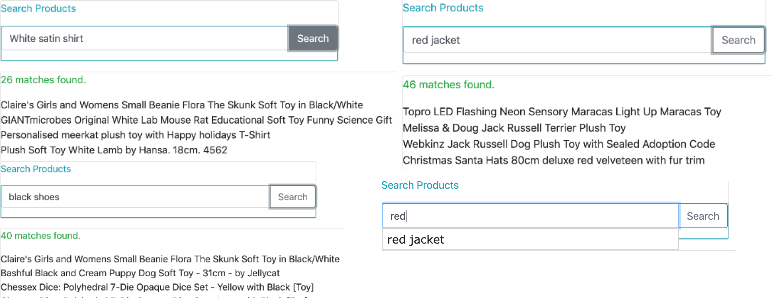 Search Products
White satin shirt Search
26 matches found.
Claire's Girls and Womens Small Beanie Flora The Skunk Soft Toy in Black/White
GIANTmicrobes Original White Lab Mouse Rat Educational Soft Toy Funny Science Gift
Personalised meerkat plush toy with Happy holidays T-Shirt
Plush Soft Toy White Lamb by Hansa. 18cm. 4562
Search Products
black shoes Search
40 matches found.
Claire's Girls and Womens Small Beanie Flora The Skunk Soft Toy in Black/White
Bashful Black and Cream Puppy Dog Soft Toy - 31cm - by Jellycat
Chessex Dice: Polyhedral 7-Die Opaque Dice Set - Yellow with Black [Toy]
Search Products
red jacket Search
46 matches found.
Topro LED Flashing Neon Sensory Maracas Light Up Maracas Toy
Melissa & Doug Jack Russell Terrier Plush Toy
Webkinz Jack Russell Dog Plush Toy with Sealed Adoption Code
Christmas Santa Hats 80cm deluxe red velveteen with fur trim
Search Products
red Search
red jacket